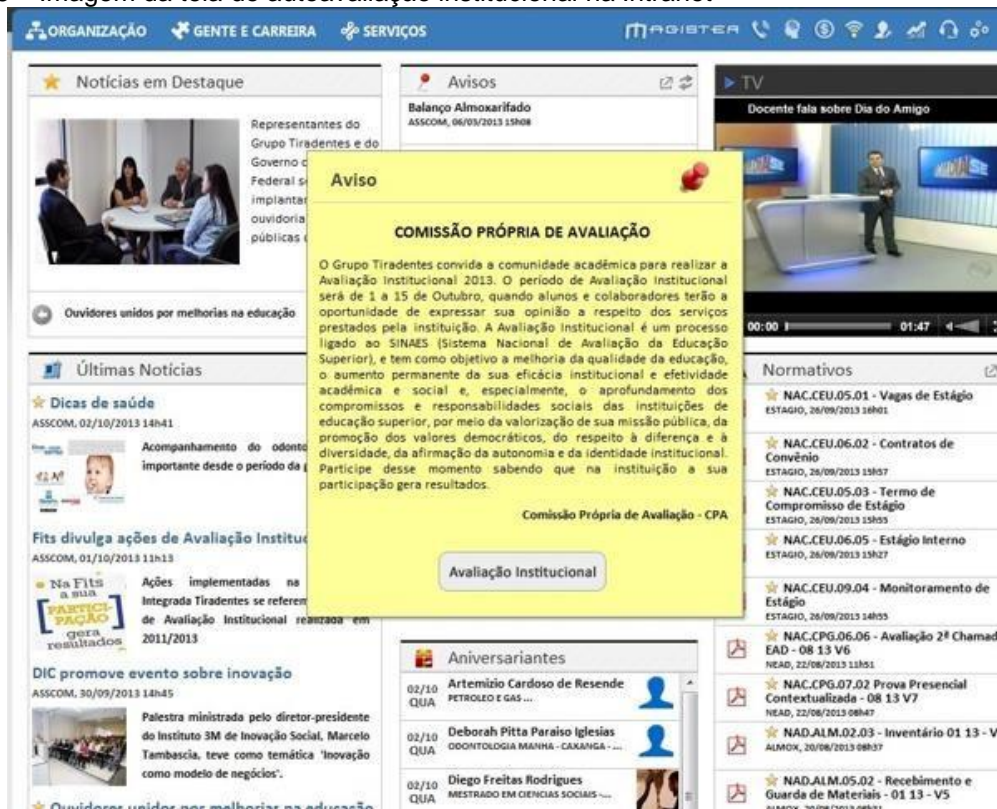 Imagem da tela de autoavaliação institucional na Intranet
ORGANIZAÇÃO GENTE E CARREIRA SERVIÇOS MAGISTER
Notícias em Destaque
Representantes do
Grupo Tiradentes e do
Governo
Federal
implantar
ouvidoria
públicas
Ouvidores unidos por melhorias na educação
Avisos
Balanço Almoxarifado
ASSCOM, 06/03/2013 15h08
TV
Docente fala sobre Dia do Amigo
00:00 01:47
Aviso
COMISSÃO PRÓPRIA DE AVALIAÇÃO
O Grupo Tiradentes convida a comunidade acadêmica para realizar a
Avaliação Institucional 2013. O período de Avaliação Institucional
será de 1 a 15 de Outubro, quando alunos e colaboradores terão a
oportunidade de expressar sua opinião a respeito dos serviços
prestados pela instituição. A Avaliação Institucional é um processo
ligado ao SINAES (Sistema Nacional de Avaliação da Educação
Superior), e tem como objetivo a melhoria da qualidade da educação,
o aumento permanente da sua eficácia institucional e efetividade
acadêmica e social e, especialmente, o aprofundamento dos
compromissos e responsabilidades sociais das instituições de
educação superior, por meio da valorização de sua missão pública, da
promoção dos valores democráticos, do respeito à diferença e à
diversidade, da afirmação da autonomia e da identidade institucional.
Participe desse momento sabendo que na instituição a sua
participação gera resultados.
Comissão Própria de Avaliação - CPA
Avaliação Institucional
Últimas Notícias
Dicas de saúde
ASSCOM, 02/10/2013 14h41
Acompanhamento do odonto
importante desde o período da
Fits divulga ações de Avaliação Instituc
ASSCOM, 01/10/2013 11h13
Na Fits
a sua
PARTICI-
PAÇÃO
gera
resultados
Ações implementadas na
Integrada Tiradentes se referem
de Avaliação Institucional realizada em
2011/2013
DIC promove evento sobre inovação
ASSCOM, 30/09/2013 14h45
Palestra ministrada pelo diretor-presidente
do Instituto 3M de Inovação Social, Marcelo
Tambascia, teve como temática 'Inovação
como modelo de negócios'.
Ouvidores unidos por melhorias na educação
Aniversariantes
02/10 Artemizio Cardoso de Resende
QUA PETROLEO E GAS ...
02/10 Deborah Pitta Paraiso Iglesias
QUA ODONTOLOGIA MANHA - CAXANGA - ...
02/10 Diego Freitas Rodrigues
QUA MESTRADO EM CIENCIAS SOCIAIS -...
Normativos
NAC.CEU.05.01 - Vagas de Estágio
ESTAGIO, 26/09/2013 16h01
NAC.CEU.06.02 - Contratos de
Convênio
ESTAGIO, 26/09/2013 15h57
NAC.CEU.05.03 - Termo de
Compromisso de Estágio
ESTAGIO, 26/09/2013 15h55
NAC.CEU.06.05 - Estágio Interno
ESTAGIO, 26/09/2013 15h27
NAC.CEU.09.04 - Monitoramento de
Estágio
ESTAGIO, 26/09/2013 14h55
NAC.CPG.06.06 - Avaliação 2ª Chamad
EAD - 08 13 V6
NEAD, 22/08/2013 11h51
NAC.CPG.07.02 Prova Presencial
Contextualizada - 08 13 V7
NEAD, 22/08/2013 08h47
NAD.ALM.02.03 - Inventário 01 13 - V
ALMOX, 20/08/2013 08h37
NAD.ALM.05.02 - Recebimento e
Guarda de Materiais - 01 13 - V5